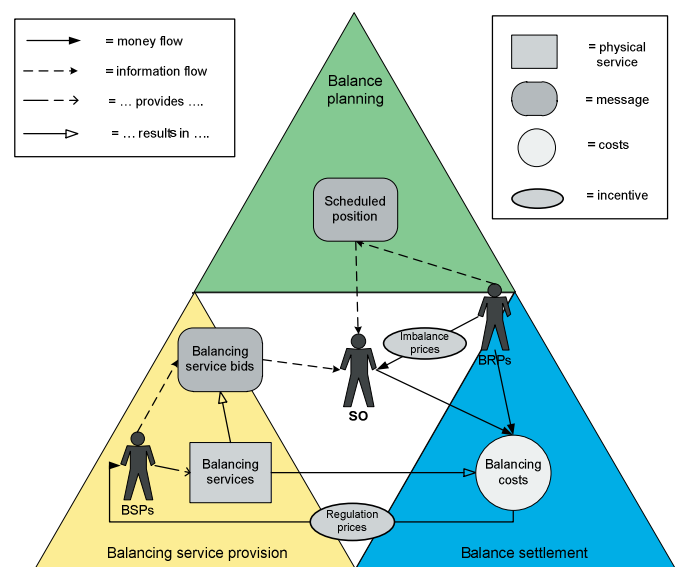 = money flow
= information flow
= … provides ….
= … results in ….
= physical
service
= message
= costs
= incentive
Balance
planning
Scheduled
position
Imbalance
prices
BRPs
Balancing
service bids
SO
BSPs
Balancing
services
Balancing
costs
Regulation
prices
Balancing service provision
Balance settlement